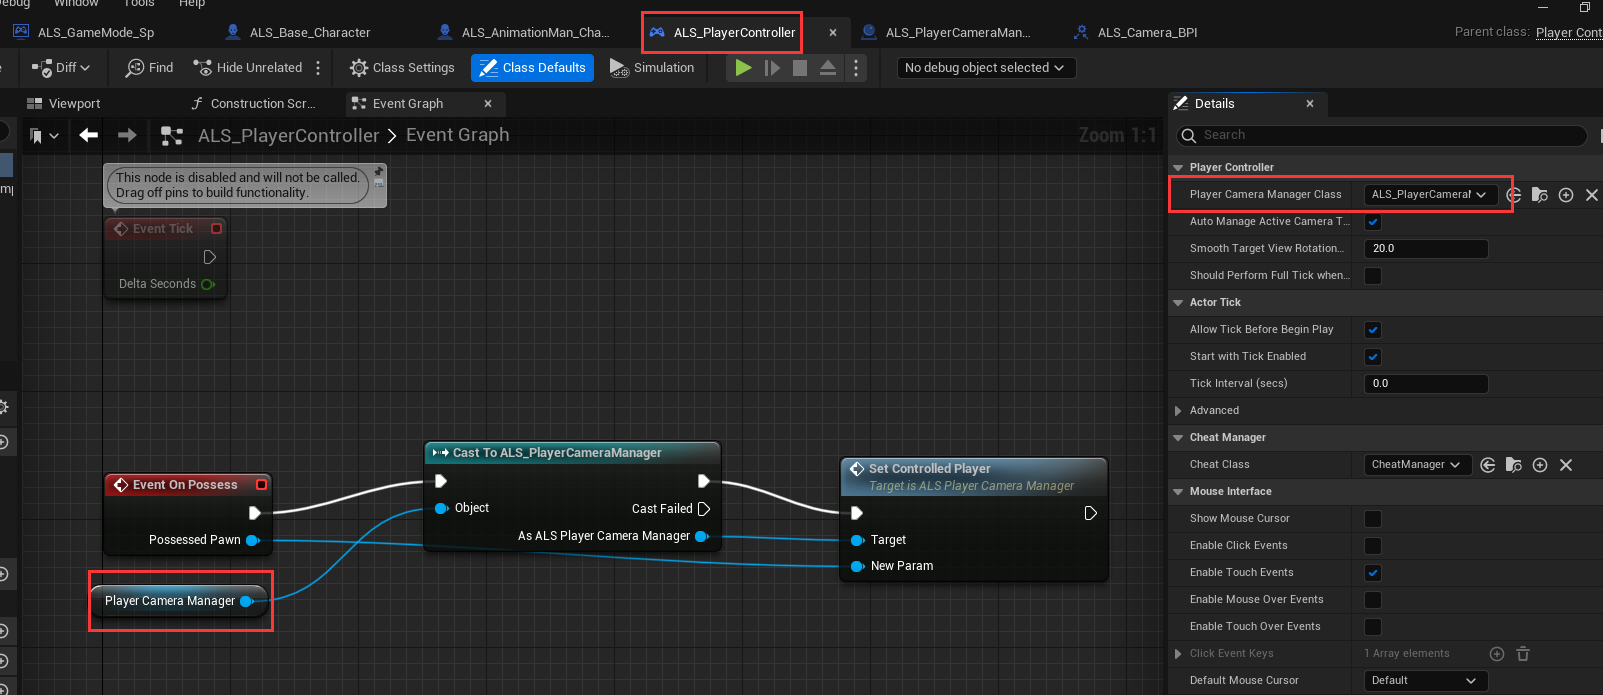 Debug Window Tools Help
ALS_GameMode_Sp ALS_Base_Character ALS_AnimationMan_Cha... ALS_PlayerController ALS_PlayerCameraMan... ALS_Camera_BPI
Parent class: Player Cont
Diff Find Hide Unrelated Class Settings Class Defaults Simulation No debug object selected
Viewport Construction Scr... Event Graph
ALS_PlayerController > Event Graph
Zoom 1:1
This node is disabled and will not be called.
Drag off pins to build functionality.
Event Tick
Delta Seconds
Event On Possess
Possessed Pawn
Player Camera Manager
Cast To ALS_PlayerCameraManager
Object
Cast Failed
As ALS Player Camera Manager
Set Controlled Player
Target is ALS Player Camera Manager
Target
New Param
Details
Search
Player Controller
Player Camera Manager Class ALS_PlayerCameraM
Auto Manage Active Camera T...
Smooth Target View Rotation... 20.0
Should Perform Full Tick when...
Actor Tick
Allow Tick Before Begin Play
Start with Tick Enabled
Tick Interval (secs) 0.0
Advanced
Cheat Manager
Cheat Class CheatManager
Mouse Interface
Show Mouse Cursor
Enable Click Events
Enable Touch Events
Enable Mouse Over Events
Enable Touch Over Events
Click Event Keys 1 Array elements
Default Mouse Cursor Default